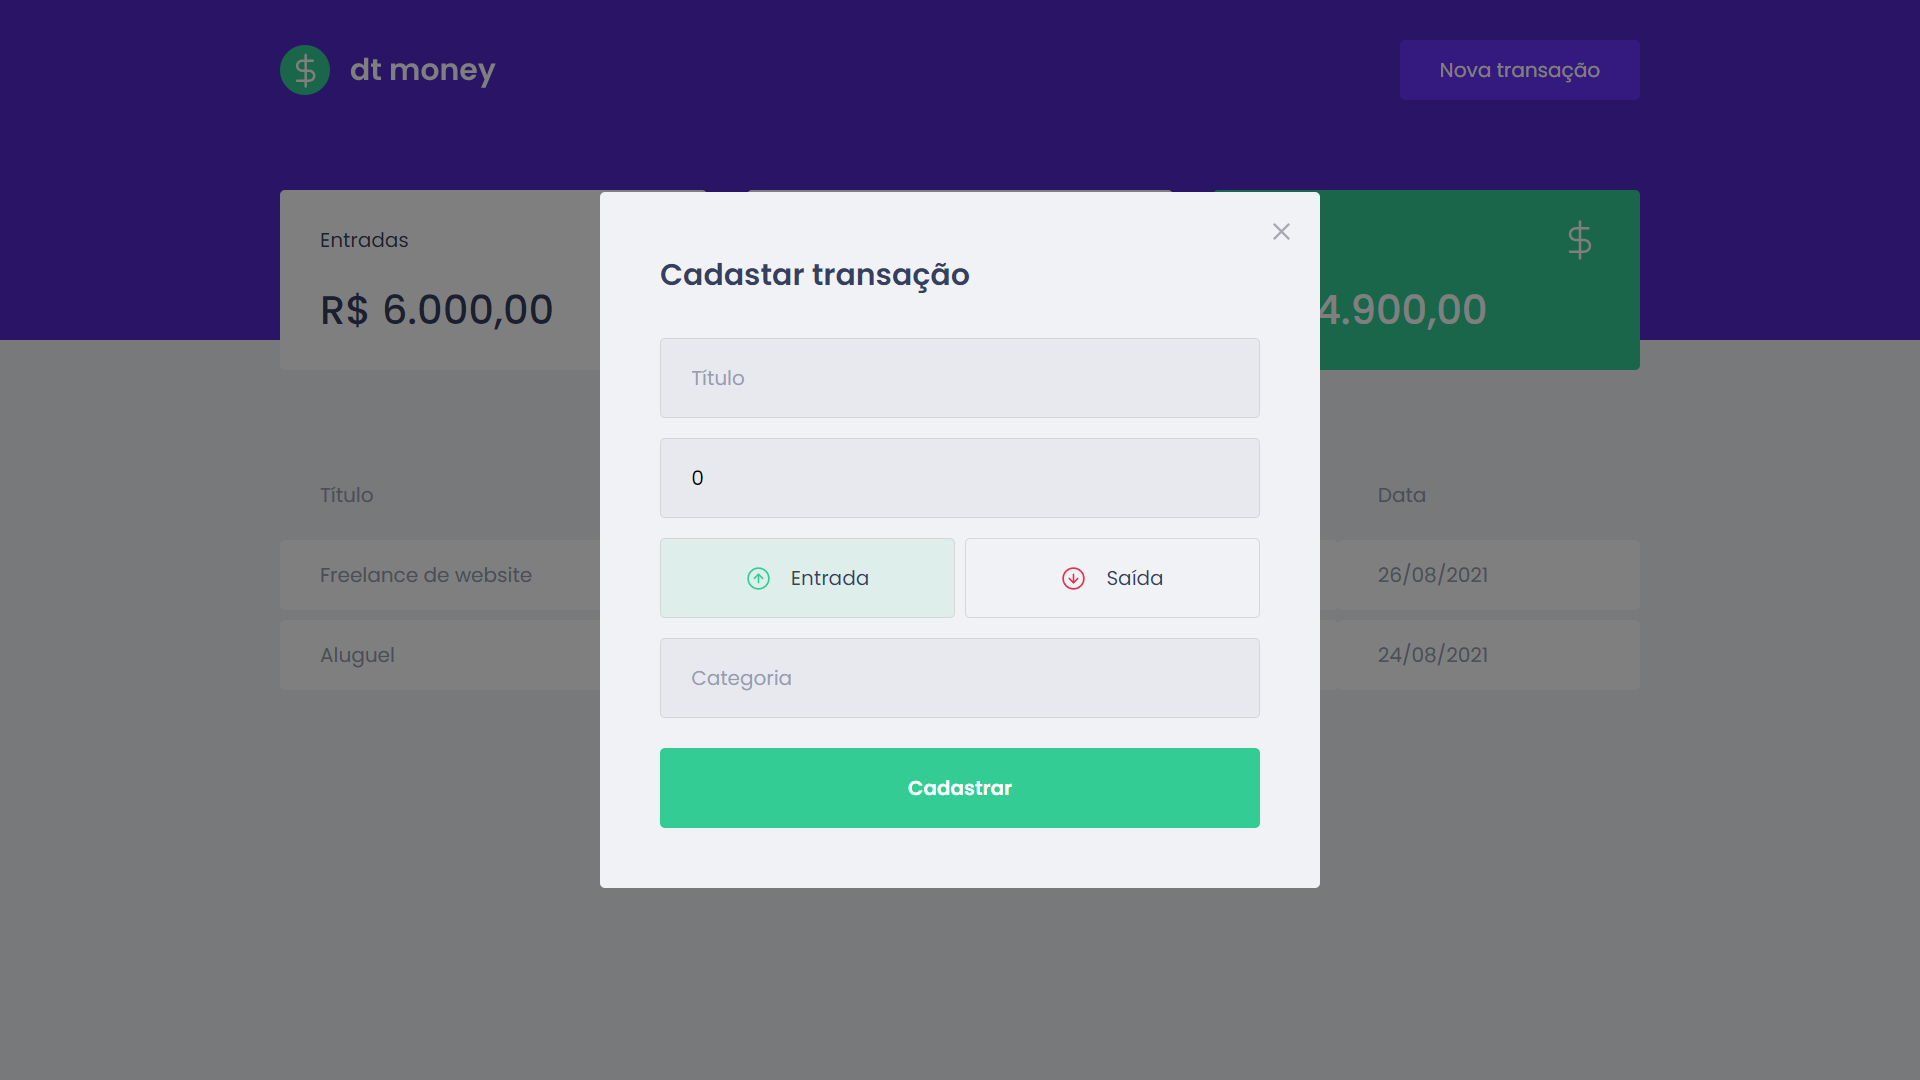 dt money
Nova transação
Entradas
R$ 6.000,00
4.900,00
Cadastar transação
Título
0
Entrada
Saída
Categoria
Cadastrar
Título
Data
Freelance de website
26/08/2021
Aluguel
24/08/2021